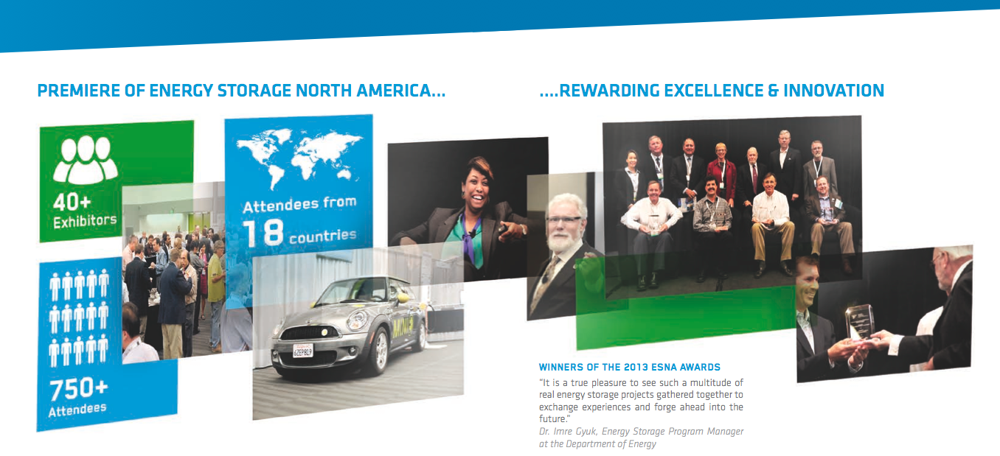 PREMIERE OF ENERGY STORAGE NORTH AMERICA...
40+
Exhibitors
Attendees from
18 countries
750+
Attendees
MINI E
6ZEP819
....REWARDING EXCELLENCE & INNOVATION
WINNERS OF THE 2013 ESNA AWARDS
“It is a true pleasure to see such a multitude of
real energy storage projects gathered together to
exchange experiences and forge ahead into the
future.”
Dr. Imre Gyuk, Energy Storage Program Manager
at the Department of Energy